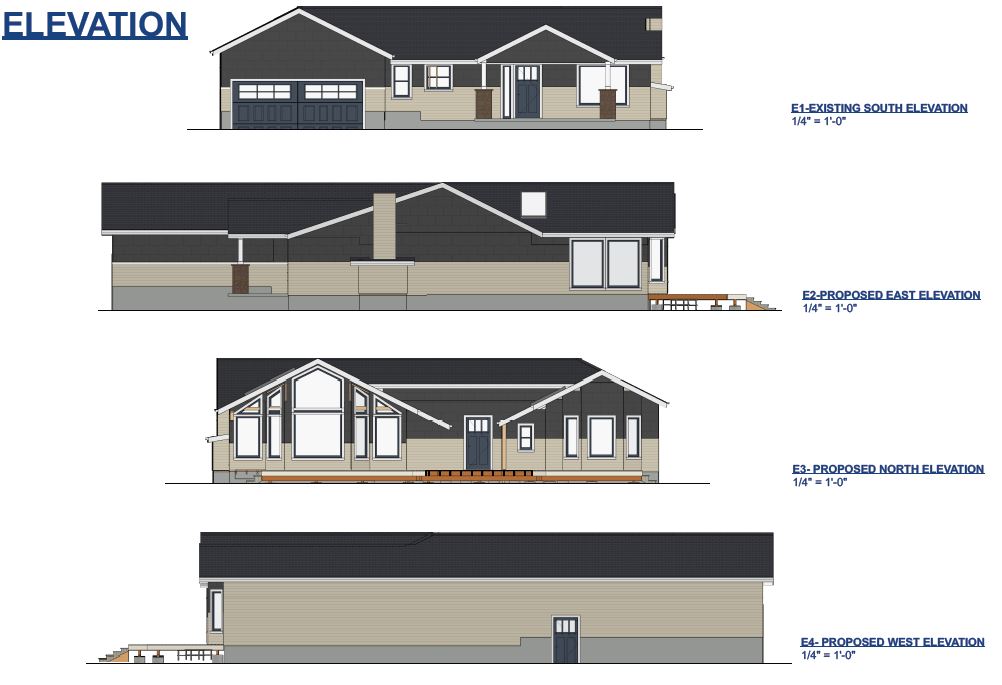 ELEVATION
E1-EXISTING SOUTH ELEVATION
1/4" = 1'-0"
E2-PROPOSED EAST ELEVATION
1/4" = 1'-0"
E3- PROPOSED NORTH ELEVATION
1/4" = 1'-0"
E4- PROPOSED WEST ELEVATION
1/4" = 1'-0"